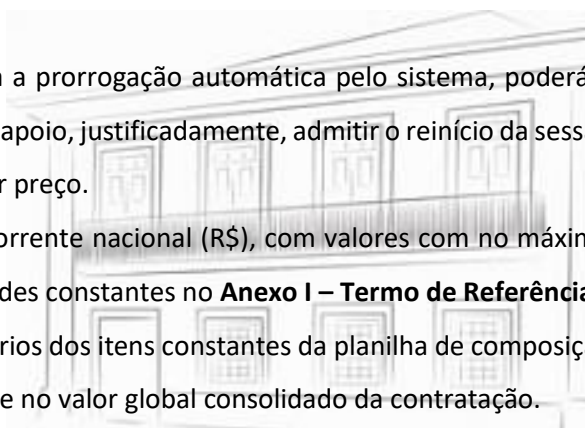 a prorrogação automática pelo sistema, poderá
apoio, justificadamente, admitir o reinício da sess
r preço.
orrente nacional (R$), com valores com no máxim
des constantes no Anexo I – Termo de Referência
rios dos itens constantes da planilha de composiç
e no valor global consolidado da contratação.